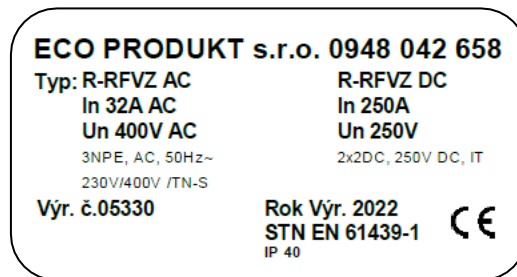 ECO PRODUKT s.r.o. 0948 042 658
Typ: R-RFVZ AC R-RFVZ DC
In 32A AC In 250A
Un 400V AC Un 250V
3NPE, AC, 50Hz~ 2x2DC, 250V DC, IT
230V/400V /TN-S
Výr. č.05330 Rok Výr. 2022
STN EN 61439-1 CE
IP 40